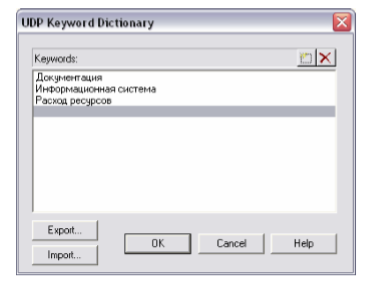 UDP Keyword Dictionary
Keywords:
Документация
Информационная система
Расход ресурсов
Export...
OK Cancel Help
Import...